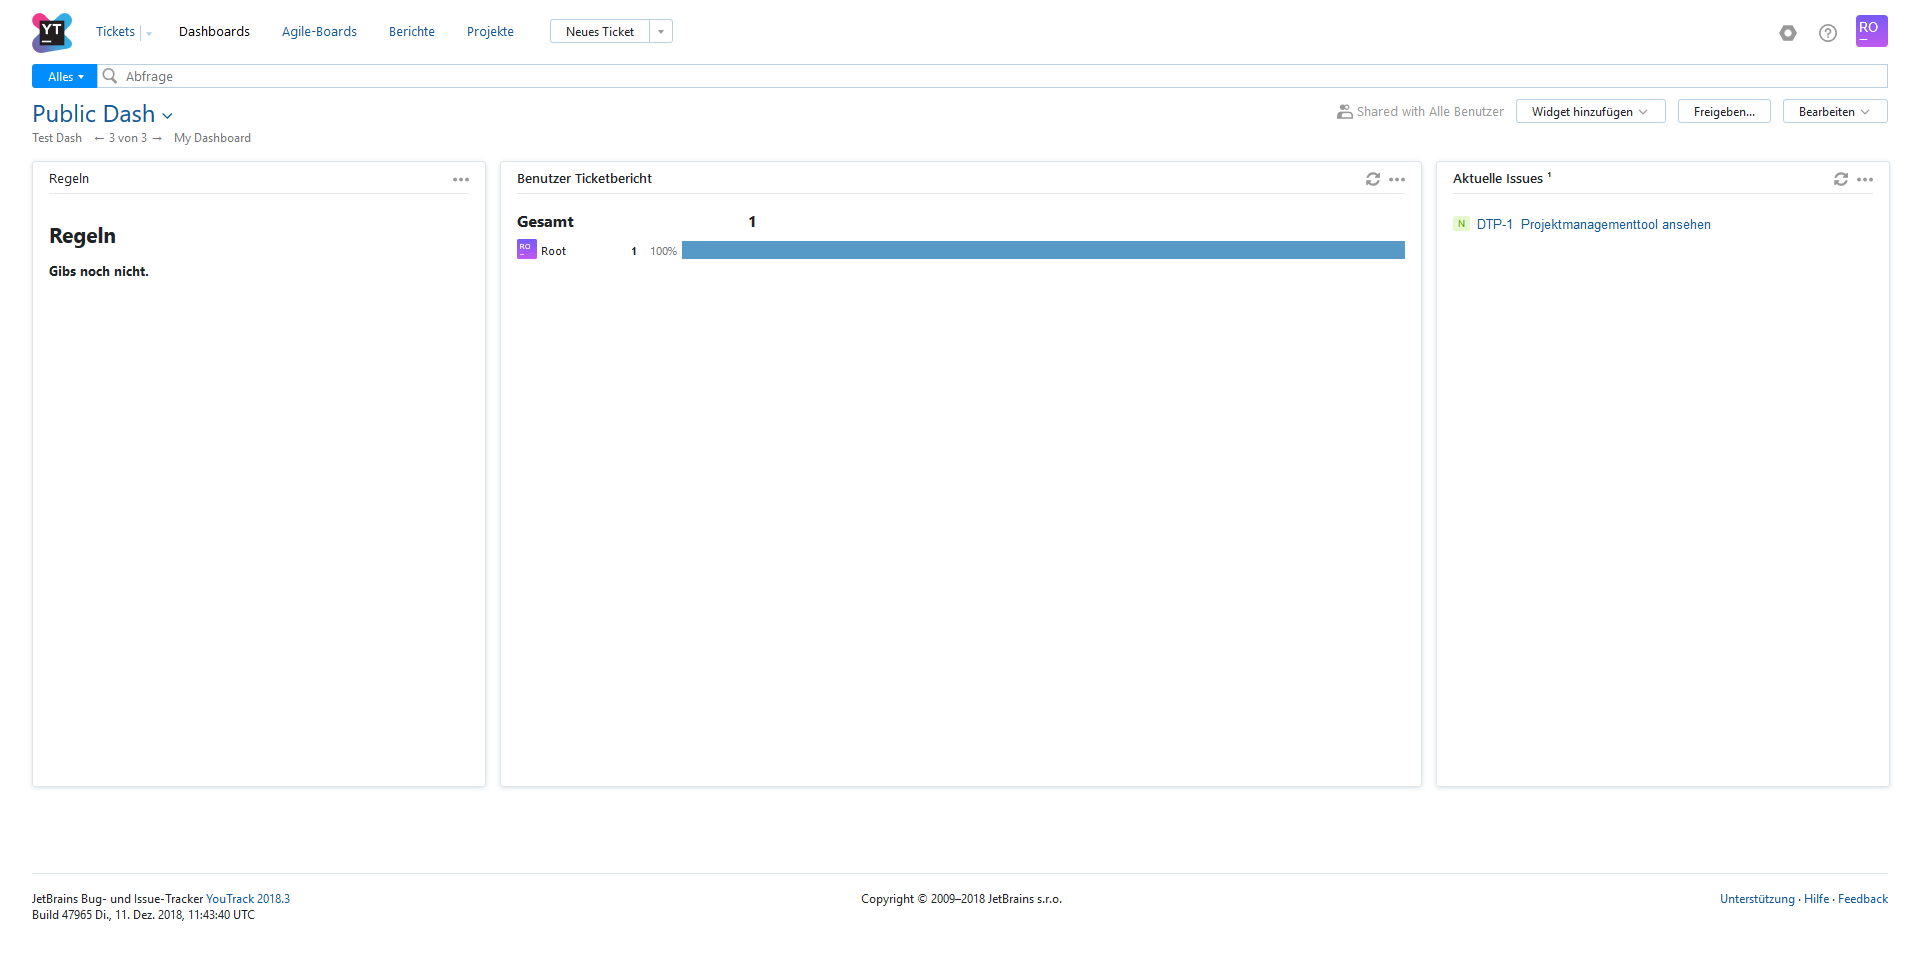 YT
Tickets Dashboards Agile-Boards Berichte Projekte Neues Ticket RO
Alles Abfrage
Public Dash Shared with Alle Benutzer Widget hinzufügen Freigeben... Bearbeiten
Test Dash ← 3 von 3 → My Dashboard
Regeln
Regeln
Gibs noch nicht.
Benutzer Ticketbericht
Gesamt 1
RO Root 1 100%
Aktuelle Issues 1
N DTP-1 Projektmanagementtool ansehen
JetBrains Bug- und Issue-Tracker YouTrack 2018.3
Build 47965 Di., 11. Dez. 2018, 11:43:40 UTC
Copyright © 2009–2018 JetBrains s.r.o.
Unterstützung · Hilfe · Feedback